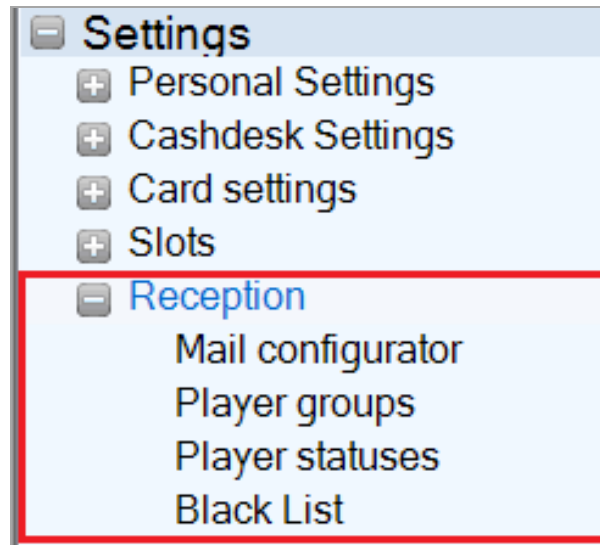 Settings
Personal Settings
Cashdesk Settings
Card settings
Slots
Reception
Mail configurator
Player groups
Player statuses
Black List